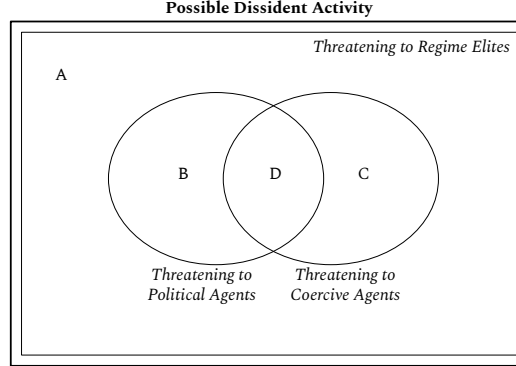 Possible Dissident Activity
Threatening to Regime Elites
A
B
D
C
Threatening to
Political Agents
Threatening to
Coercive Agents